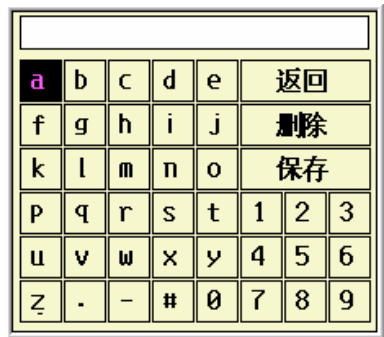 a b c d e 返回
f g h i j 删除
k l m n o 保存
p q r s t 1 2 3
u v w x y 4 5 6
z . - # 0 7 8 9